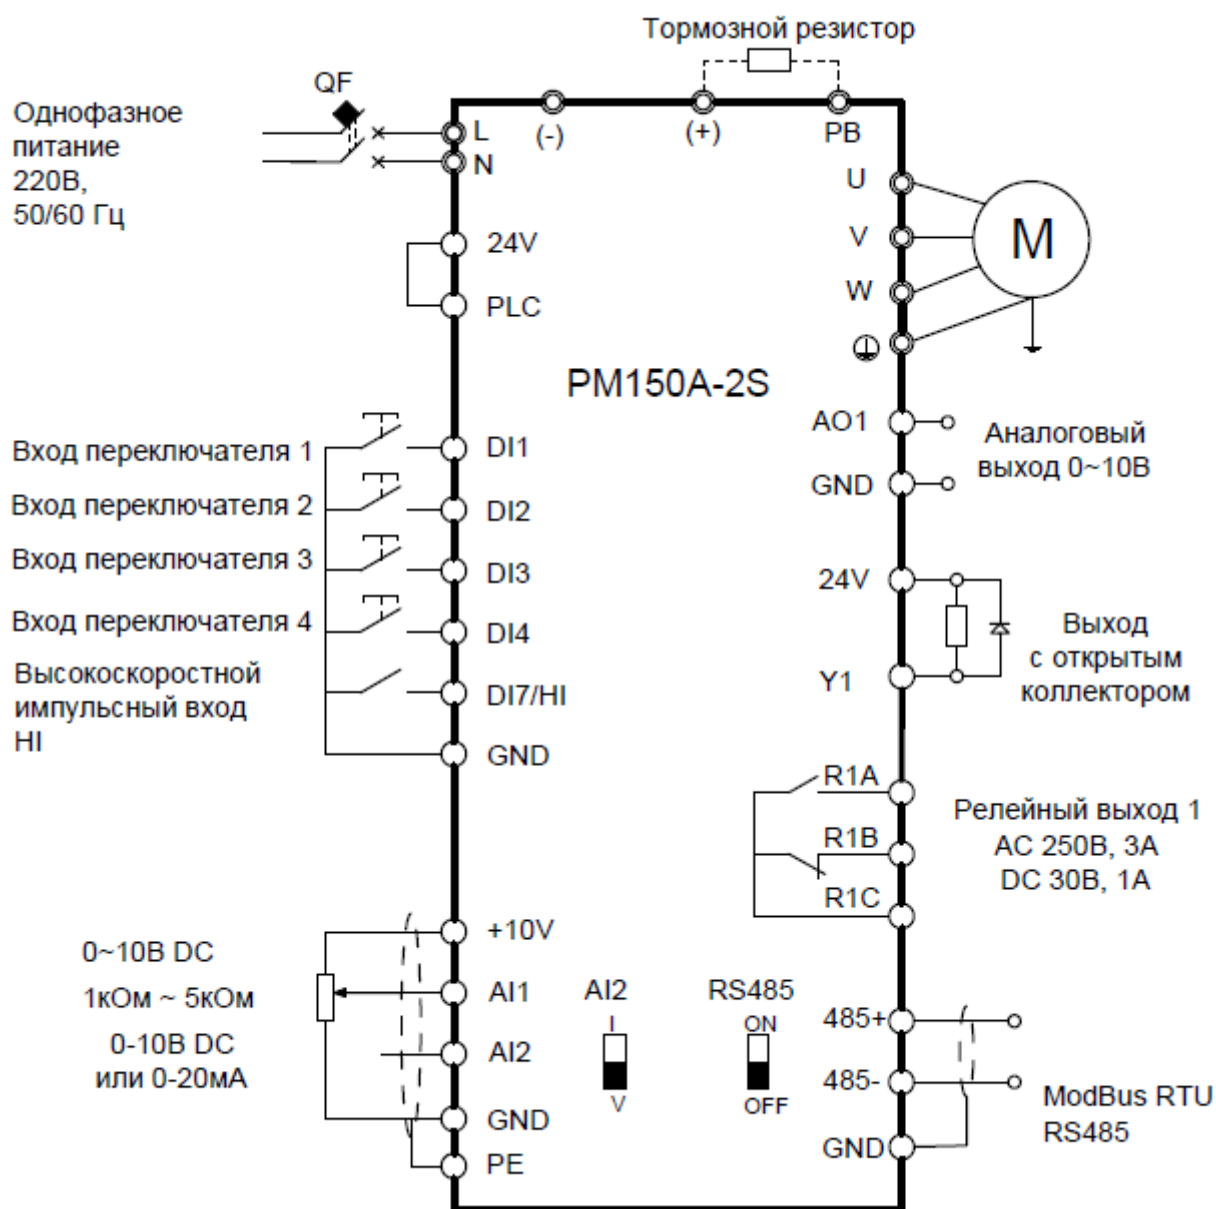 Тормозной резистор
QF
Однофазное
питание
220В,
50/60 Гц
L
N
(-)
(+)
PB
U
V
W
M
24V
PLC
PM150A-2S
AO1
GND
Аналоговый
выход 0~10В
Вход переключателя 1
DI1
Вход переключателя 2
DI2
Вход переключателя 3
DI3
Вход переключателя 4
DI4
Высокоскоростной
импульсный вход
HI
DI7/HI
GND
24V
Y1
Выход
с открытым
коллектором
R1A
R1B
R1C
Релейный выход 1
AC 250В, 3А
DC 30В, 1А
0~10В DC
1кОм ~ 5кОм
0-10В DC
или 0-20мА
+10V
AI1
AI2
GND
PE
AI2
I
V
RS485
ON
OFF
485+
485-
GND
ModBus RTU
RS485